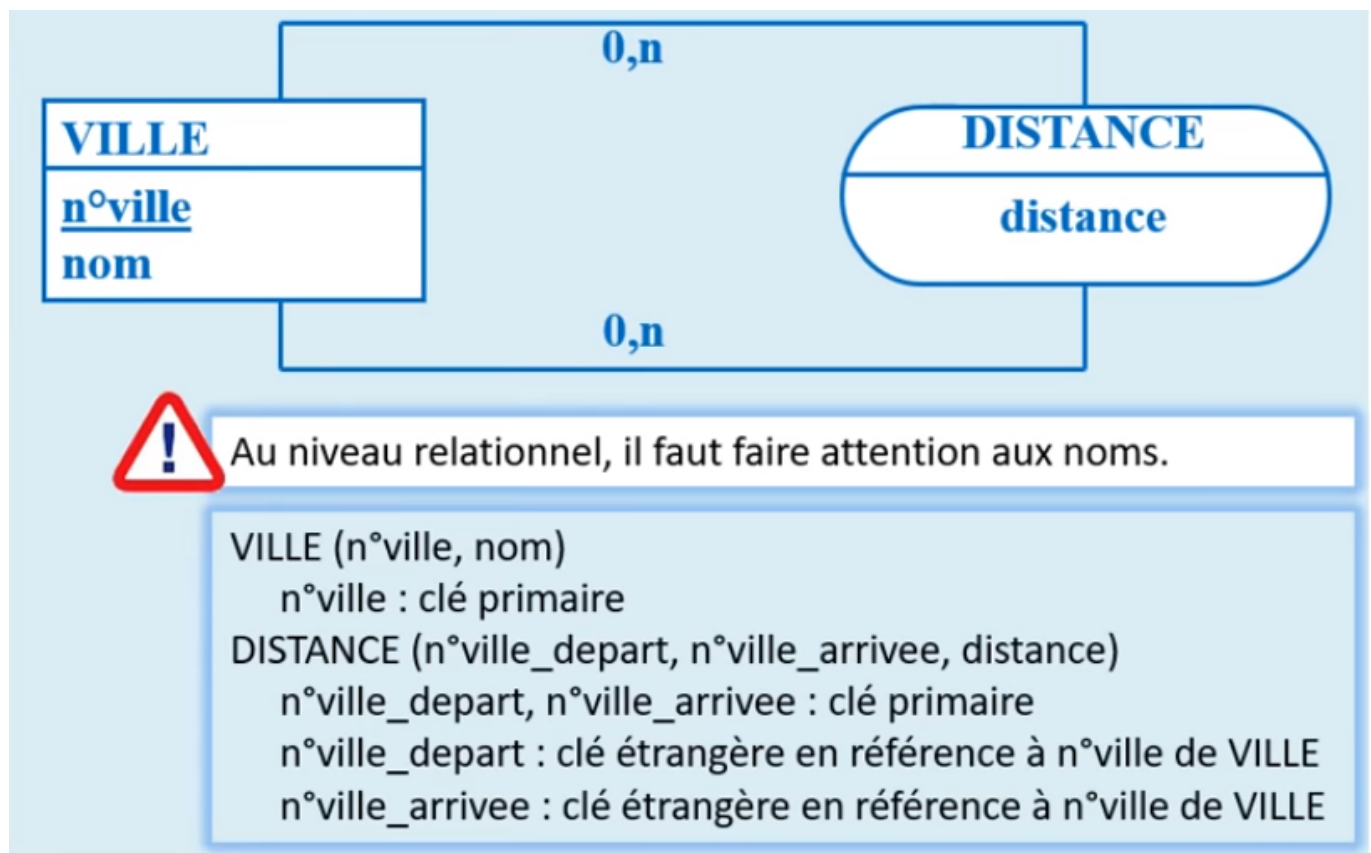 0,n
VILLE
n°ville
nom
DISTANCE
distance
0,n
!
Au niveau relationnel, il faut faire attention aux noms.
VILLE (n°ville, nom)
n°ville : clé primaire
DISTANCE (n°ville_depart, n°ville_arrivee, distance)
n°ville_depart, n°ville_arrivee : clé primaire
n°ville_depart : clé étrangère en référence à n°ville de VILLE
n°ville_arrivee : clé étrangère en référence à n°ville de VILLE